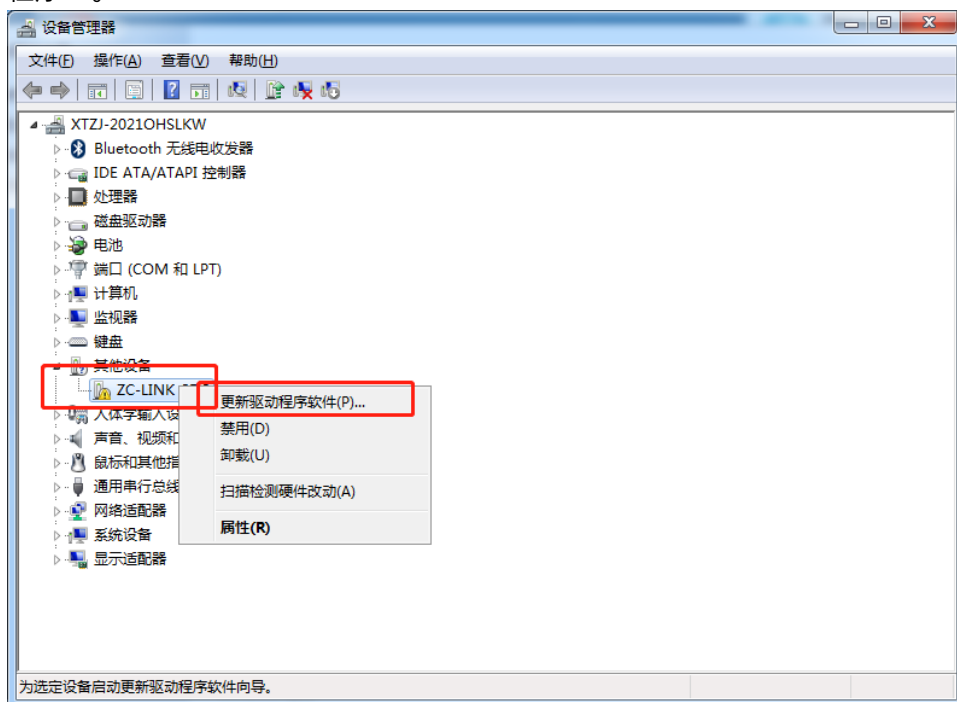 设备管理器
文件(F) 操作(A) 查看(V) 帮助(H)
XTZJ-2021OHSLKW
Bluetooth 无线电收发器
IDE ATA/ATAPI 控制器
处理器
磁盘驱动器
电池
端口 (COM 和 LPT)
计算机
监视器
键盘
其他设备
ZC-LINK
更新驱动程序软件(P)...
人体学输入设
禁用(D)
声音、视频和
卸载(U)
鼠标和其他指
通用串行总线
扫描检测硬件改动(A)
网络适配器
系统设备
属性(R)
显示适配器
为选定设备启动更新驱动程序软件向导。